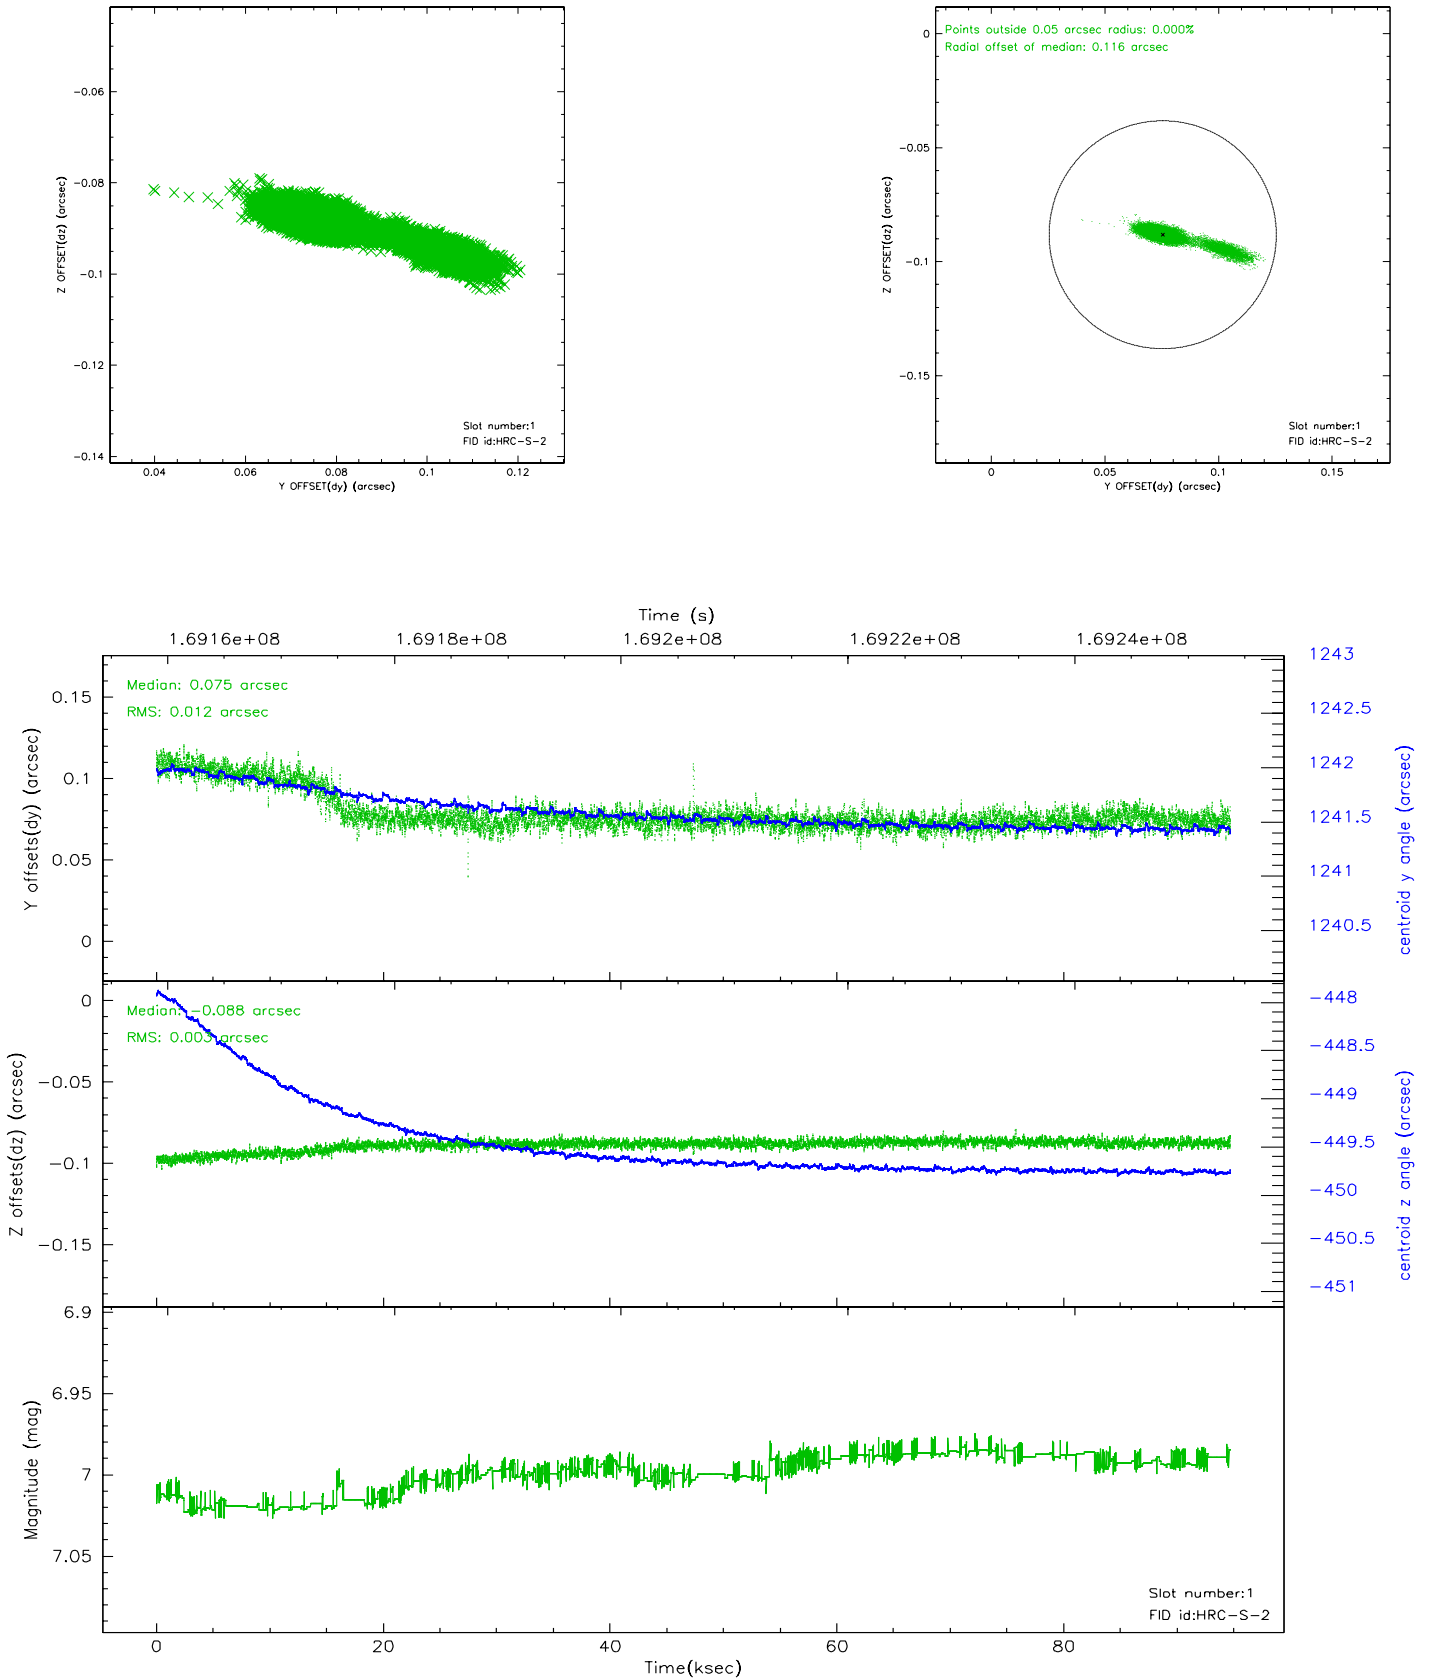 -0.06
-0.08
-0.1
-0.12
-0.14
Z OFFSET(dz) (arcsec)
0.04 0.06 0.08 0.1 0.12
Y OFFSET(dy) (arcsec)
Slot number:1
FID id:HRC-S-2
Points outside 0.05 arcsec radius: 0.000%
Radial offset of median: 0.116 arcsec
0
-0.05
-0.1
-0.15
Z OFFSET(dz) (arcsec)
0 0.05 0.1 0.15
Y OFFSET(dy) (arcsec)
Slot number:1
FID id:HRC-S-2
Time (s)
1.6916e+08 1.6918e+08 1.692e+08 1.6922e+08 1.6924e+08
Median: 0.075 arcsec
RMS: 0.012 arcsec
0.15
0.1
0.05
0
Y offsets(dy) (arcsec)
1243
1242.5
1242
1241.5
1241
1240.5
centroid y angle (arcsec)
Median: -0.088 arcsec
RMS: 0.003 arcsec
0
-0.05
-0.1
-0.15
Z offsets(dz) (arcsec)
-448
-448.5
-449
-449.5
-450
-450.5
-451
centroid z angle (arcsec)
6.9
6.95
7
7.05
Magnitude (mag)
Slot number:1
FID id:HRC-S-2
0 20 40 60 80
Time(ksec)